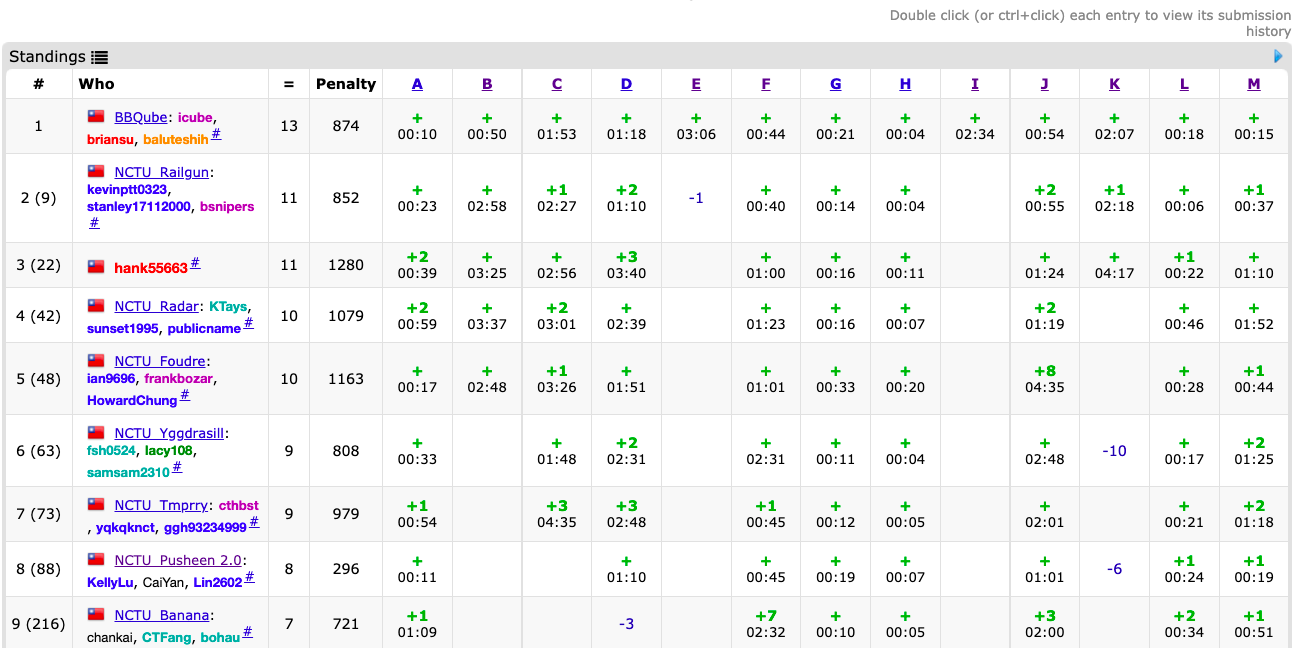 Double click (or ctrl+click) each entry to view its submission
history
Standings
# Who = Penalty A B C D E F G H I J K L M
1 BBQube: icube, briansu, baluteshih # 13 874 + 00:10 + 00:50 + 01:53 + 01:18 + 03:06 + 00:44 + 00:21 + 00:04 + 02:34 + 00:54 + 02:07 + 00:18 + 00:15
2 (9) NCTU_Railgun: kevinptt0323, stanley17112000, bsnipers # 11 852 + 00:23 + 02:58 +1 02:27 +2 01:10 -1 + 00:40 + 00:14 + 00:04 +2 00:55 +1 02:18 + 00:06 +1 00:37
3 (22) hank55663 # 11 1280 +2 00:39 + 03:25 + 02:56 +3 03:40 + 01:00 + 00:16 + 00:11 + 01:24 + 04:17 +1 00:22 + 01:10
4 (42) NCTU_Radar: KTays, sunset1995, publicname # 10 1079 +2 00:59 + 03:37 +2 03:01 + 02:39 + 01:23 + 00:16 + 00:07 +2 01:19 + 00:46 + 01:52
5 (48) NCTU_Foudre: ian9696, frankbozar, HowardChung # 10 1163 + 00:17 + 02:48 +1 03:26 + 01:51 + 01:01 + 00:33 + 00:20 +8 04:35 + 00:28 +1 00:44
6 (63) NCTU_Yggdrasill: fsh0524, lacy108, samsam2310 # 9 808 + 00:33 + 01:48 +2 02:31 + 02:31 + 00:11 + 00:04 + 02:48 -10 + 00:17 +2 01:25
7 (73) NCTU_Tmprry: cthbst , yqkqknct, ggh93234999 # 9 979 +1 00:54 +3 04:35 +3 02:48 +1 00:45 + 00:12 + 00:05 + 02:01 + 00:21 +2 01:18
8 (88) NCTU_Pusheen 2.0: KellyLu, CaiYan, Lin2602 # 8 296 + 00:11 + 01:10 + 00:45 + 00:19 + 00:07 + 01:01 -6 +1 00:24 +1 00:19
9 (216) NCTU_Banana: chankai, CTFang, bohau # 7 721 +1 01:09 -3 +7 02:32 + 00:10 + 00:05 +3 02:00 +2 00:34 +1 00:51